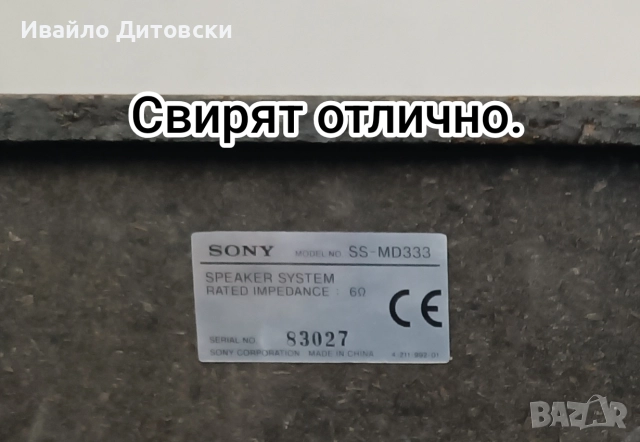 Ивайло Дитовски
Свирят отлично.
SONY MODEL NO. SS-MD333
SPEAKER SYSTEM
RATED IMPEDANCE : 6Ω
CE
SERIAL NO. 83027
SONY CORPORATION MADE IN CHINA
BAZAR